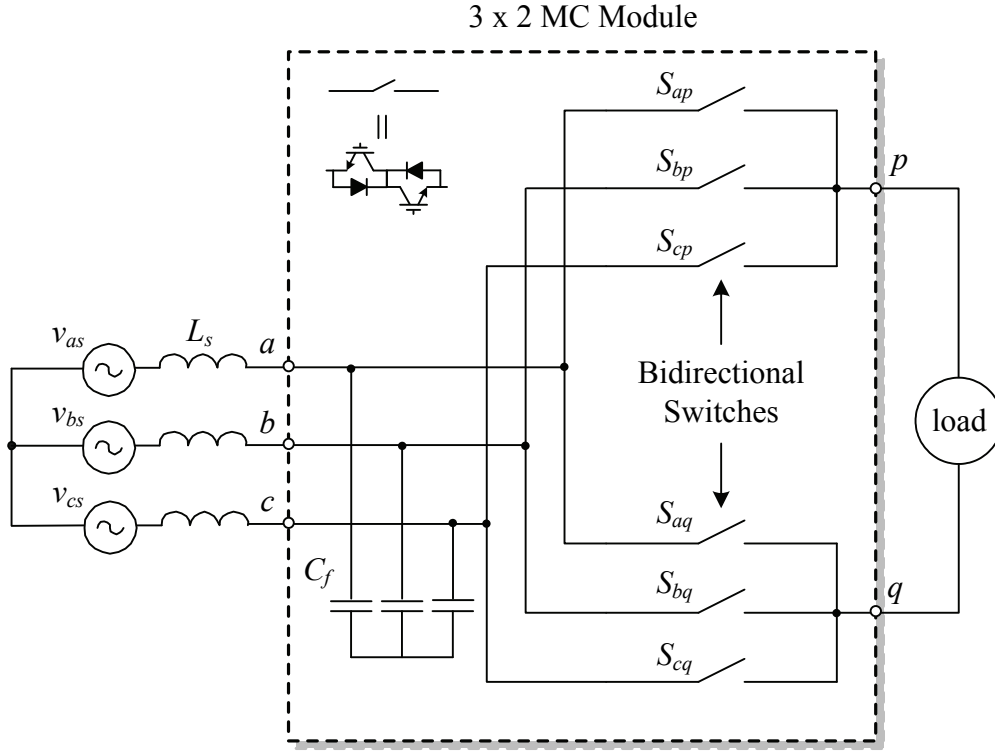 3 x 2 MC Module
S_ap
S_bp
p
S_cp
v_as
L_s
a
Bidirectional
Switches
load
v_bs
b
v_cs
c
S_aq
C_f
S_bq
q
S_cq